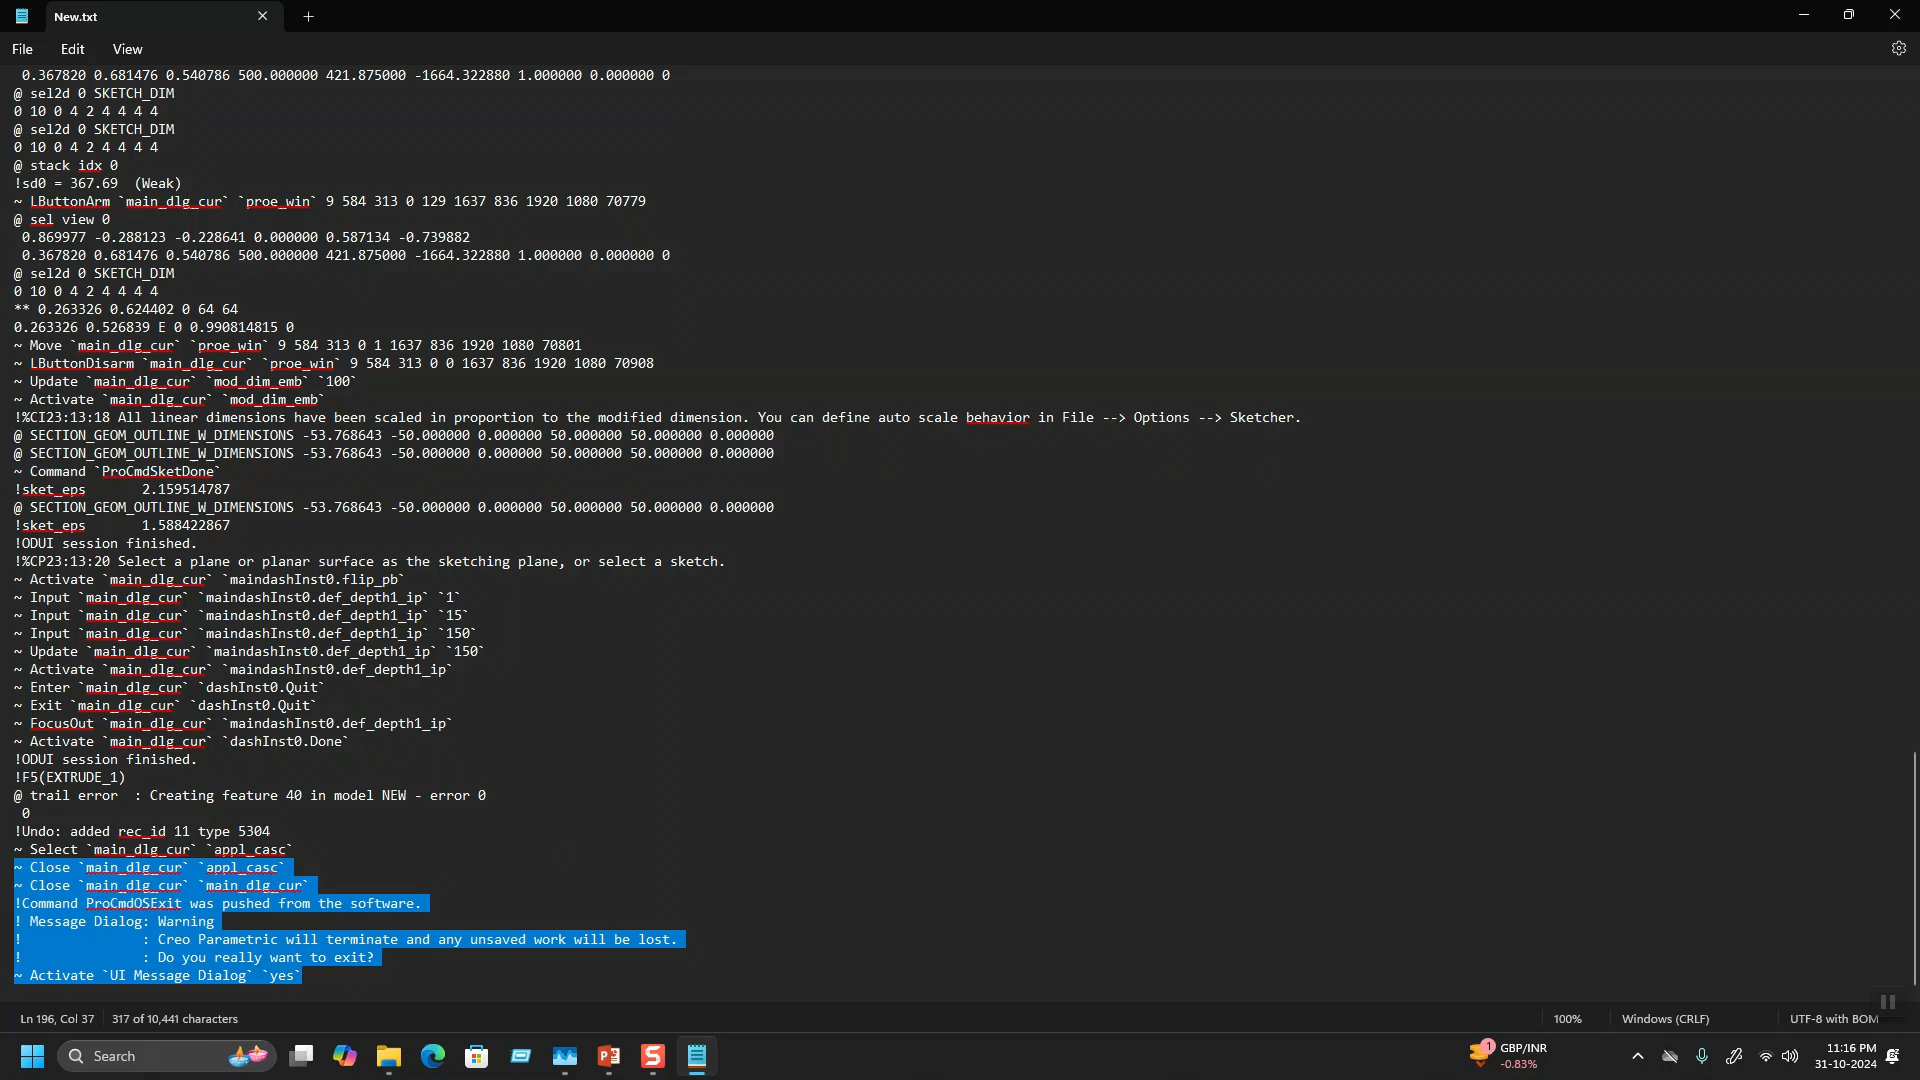 New.txt
File Edit View
0.367820 0.681476 0.540786 500.000000 421.875000 -1664.322880 1.000000 0.000000 0
@ sel2d 0 SKETCH_DIM
0 10 0 4 2 4 4 4 4
@ sel2d 0 SKETCH_DIM
0 10 0 4 2 4 4 4 4
@ stack idx 0
!sd0 = 367.69  (Weak)
~ LButtonArm `main_dlg_cur` `proe_win` 9 584 313 0 129 1637 836 1920 1080 70779
@ sel view 0
0.869977 -0.288123 -0.228641 0.000000 0.587134 -0.739882
0.367820 0.681476 0.540786 500.000000 421.875000 -1664.322880 1.000000 0.000000 0
@ sel2d 0 SKETCH_DIM
0 10 0 4 2 4 4 4 4
** 0.263326 0.624402 0 64 64
0.263326 0.526839 E 0 0.990814815 0
~ Move `main_dlg_cur` `proe_win` 9 584 313 0 1 1637 836 1920 1080 70801
~ LButtonDisarm `main_dlg_cur` `proe_win` 9 584 313 0 0 1637 836 1920 1080 70908
~ Update `main_dlg_cur` `mod_dim_emb` `100`
~ Activate `main_dlg_cur` `mod_dim_emb`
!%CI23:13:18 All linear dimensions have been scaled in proportion to the modified dimension. You can define auto scale behavior in File --> Options --> Sketcher.
@ SECTION_GEOM_OUTLINE_W_DIMENSIONS -53.768643 -50.000000 0.000000 50.000000 50.000000 0.000000
@ SECTION_GEOM_OUTLINE_W_DIMENSIONS -53.768643 -50.000000 0.000000 50.000000 50.000000 0.000000
~ Command `ProCmdSketDone`
!sket_eps       2.159514787
@ SECTION_GEOM_OUTLINE_W_DIMENSIONS -53.768643 -50.000000 0.000000 50.000000 50.000000 0.000000
!sket_eps       1.588422867
!ODUI session finished.
!%CP23:13:20 Select a plane or planar surface as the sketching plane, or select a sketch.
~ Activate `main_dlg_cur` `maindashInst0.flip_pb`
~ Input `main_dlg_cur` `maindashInst0.def_depth1_ip` `1`
~ Input `main_dlg_cur` `maindashInst0.def_depth1_ip` `15`
~ Input `main_dlg_cur` `maindashInst0.def_depth1_ip` `150`
~ Update `main_dlg_cur` `maindashInst0.def_depth1_ip` `150`
~ Activate `main_dlg_cur` `maindashInst0.def_depth1_ip`
~ Enter `main_dlg_cur` `dashInst0.Quit`
~ Exit `main_dlg_cur` `dashInst0.Quit`
~ FocusOut `main_dlg_cur` `maindashInst0.def_depth1_ip`
~ Activate `main_dlg_cur` `dashInst0.Done`
!ODUI session finished.
!F5(EXTRUDE_1)
@ trail error  : Creating feature 40 in model NEW - error 0
0
!Undo: added rec_id 11 type 5304
~ Select `main_dlg_cur` `appl_casc`
~ Close `main_dlg_cur` `appl_casc`
~ Close `main_dlg_cur` `main_dlg_cur`
!Command ProCmdOSExit was pushed from the software.
! Message Dialog: Warning
!               : Creo Parametric will terminate and any unsaved work will be lost.
!               : Do you really want to exit?
~ Activate `UI Message Dialog` `yes`
Ln 196, Col 37 317 of 10,441 characters 100% Windows (CRLF) UTF-8 with BOM
Search 1 GBP/INR 11:16 PM
-0.83% 31-10-2024